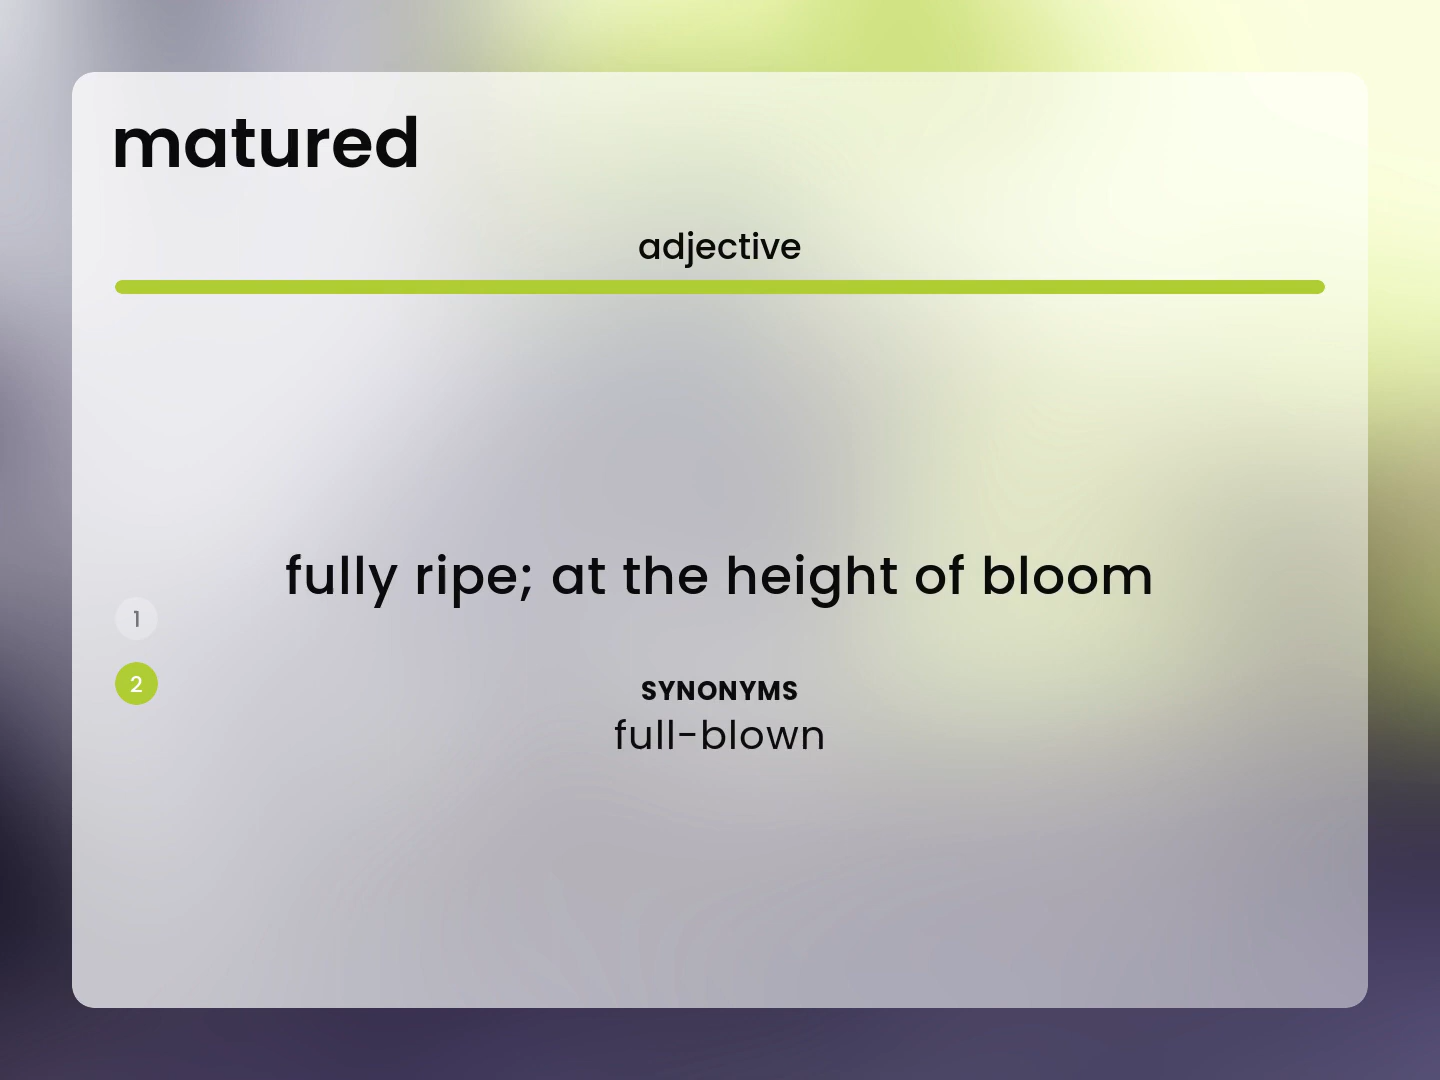 matured
adjective
fully ripe; at the height of bloom
1
2
SYNONYMS
full-blown